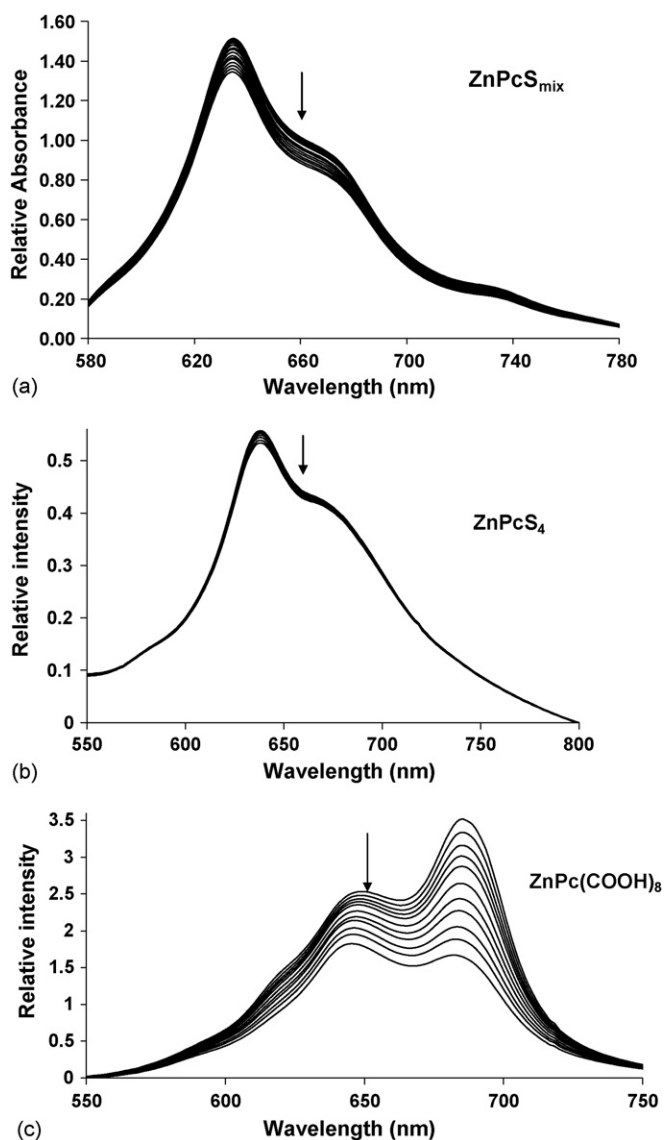 ZnPcSmix
Relative Absorbance
1.60
1.40
1.20
1.00
0.80
0.60
0.40
0.20
0.00
580 620 660 700 740 780
Wavelength (nm)
(a)
ZnPcS4
Relative intensity
0.5
0.4
0.3
0.2
0.1
0
550 600 650 700 750 800
Wavelength (nm)
(b)
ZnPc(COOH)8
Relative intensity
3.5
3
2.5
2
1.5
1
0.5
0
550 600 650 700 750
Wavelength (nm)
(c)